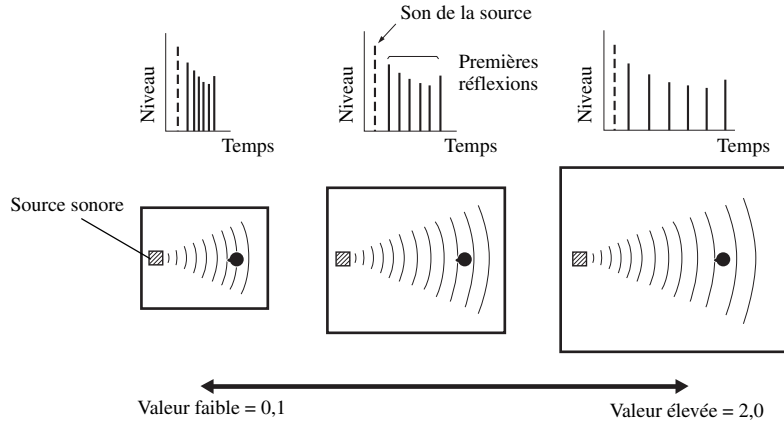 Son de la source
Niveau
Temps
Niveau
Premières
réflexions
Temps
Niveau
Temps
Source sonore
Valeur faible = 0,1
Valeur élevée = 2,0